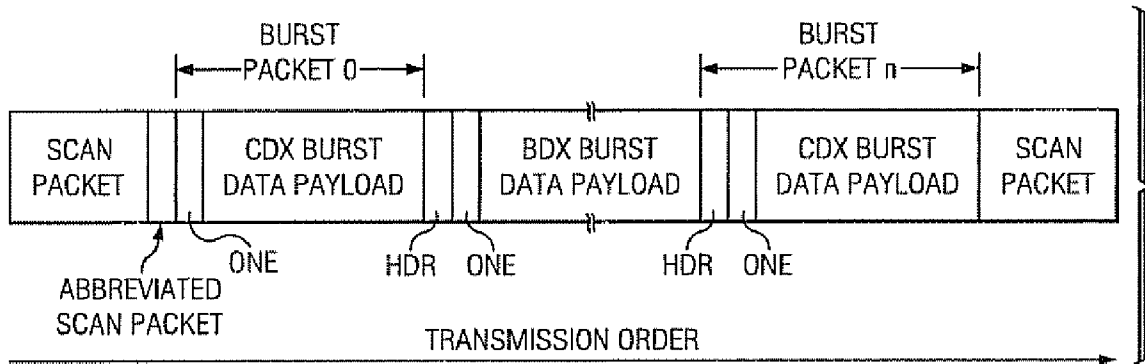 BURST
PACKET 0
BURST
PACKET n
SCAN
PACKET
CDX BURST
DATA PAYLOAD
BDX BURST
DATA PAYLOAD
CDX BURST
DATA PAYLOAD
SCAN
PACKET
ONE
HDR
ONE
HDR
ONE
ABBREVIATED
SCAN PACKET
TRANSMISSION ORDER